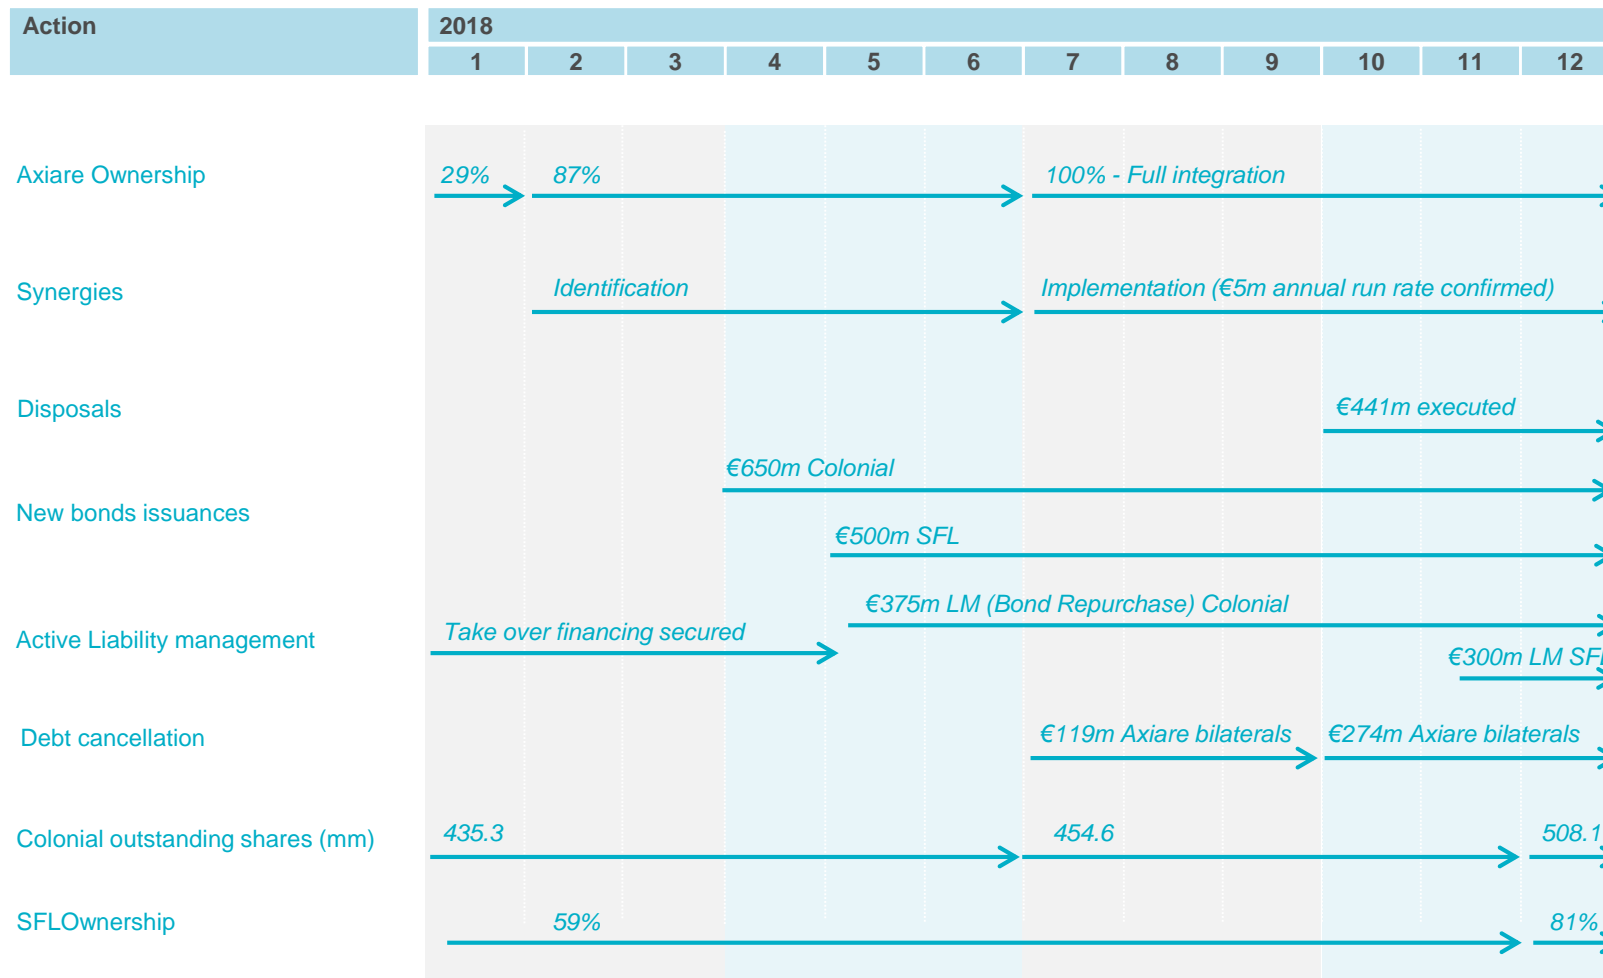 Action
2018
1 2 3 4 5 6 7 8 9 10 11 12
Axiare Ownership
29% 87% 100% - Full integration
Synergies
Identification Implementation (€5m annual run rate confirmed)
Disposals
€441m executed
€650m Colonial
New bonds issuances
€500m SFL
€375m LM (Bond Repurchase) Colonial
Active Liability management
Take over financing secured
€300m LM SFL
Debt cancellation
€119m Axiare bilaterals €274m Axiare bilaterals
Colonial outstanding shares (mm)
435.3 454.6 508.1
SFLOwnership
59% 81%